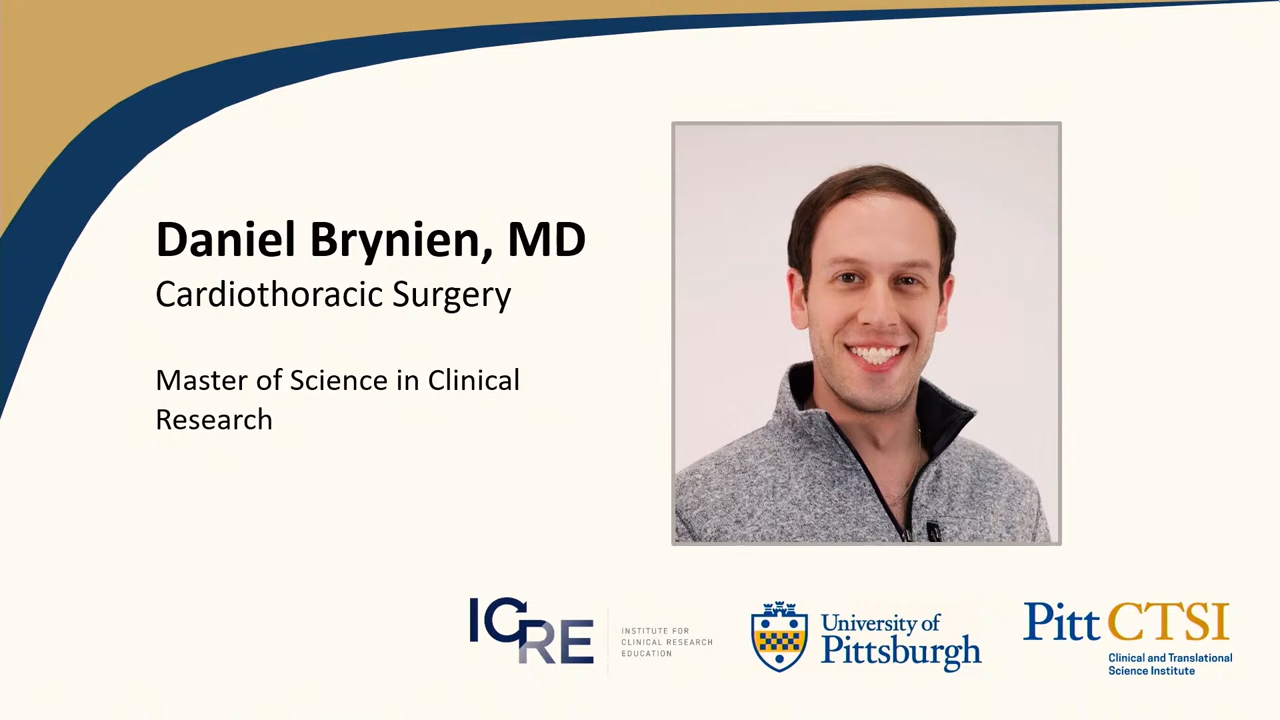 Daniel Brynien, MD
Cardiothoracic Surgery
Master of Science in Clinical
Research
ICRE
INSTITUTE FOR
CLINICAL RESEARCH
EDUCATION
University of
Pittsburgh
Pitt CTSI
Clinical and Translational
Science Institute